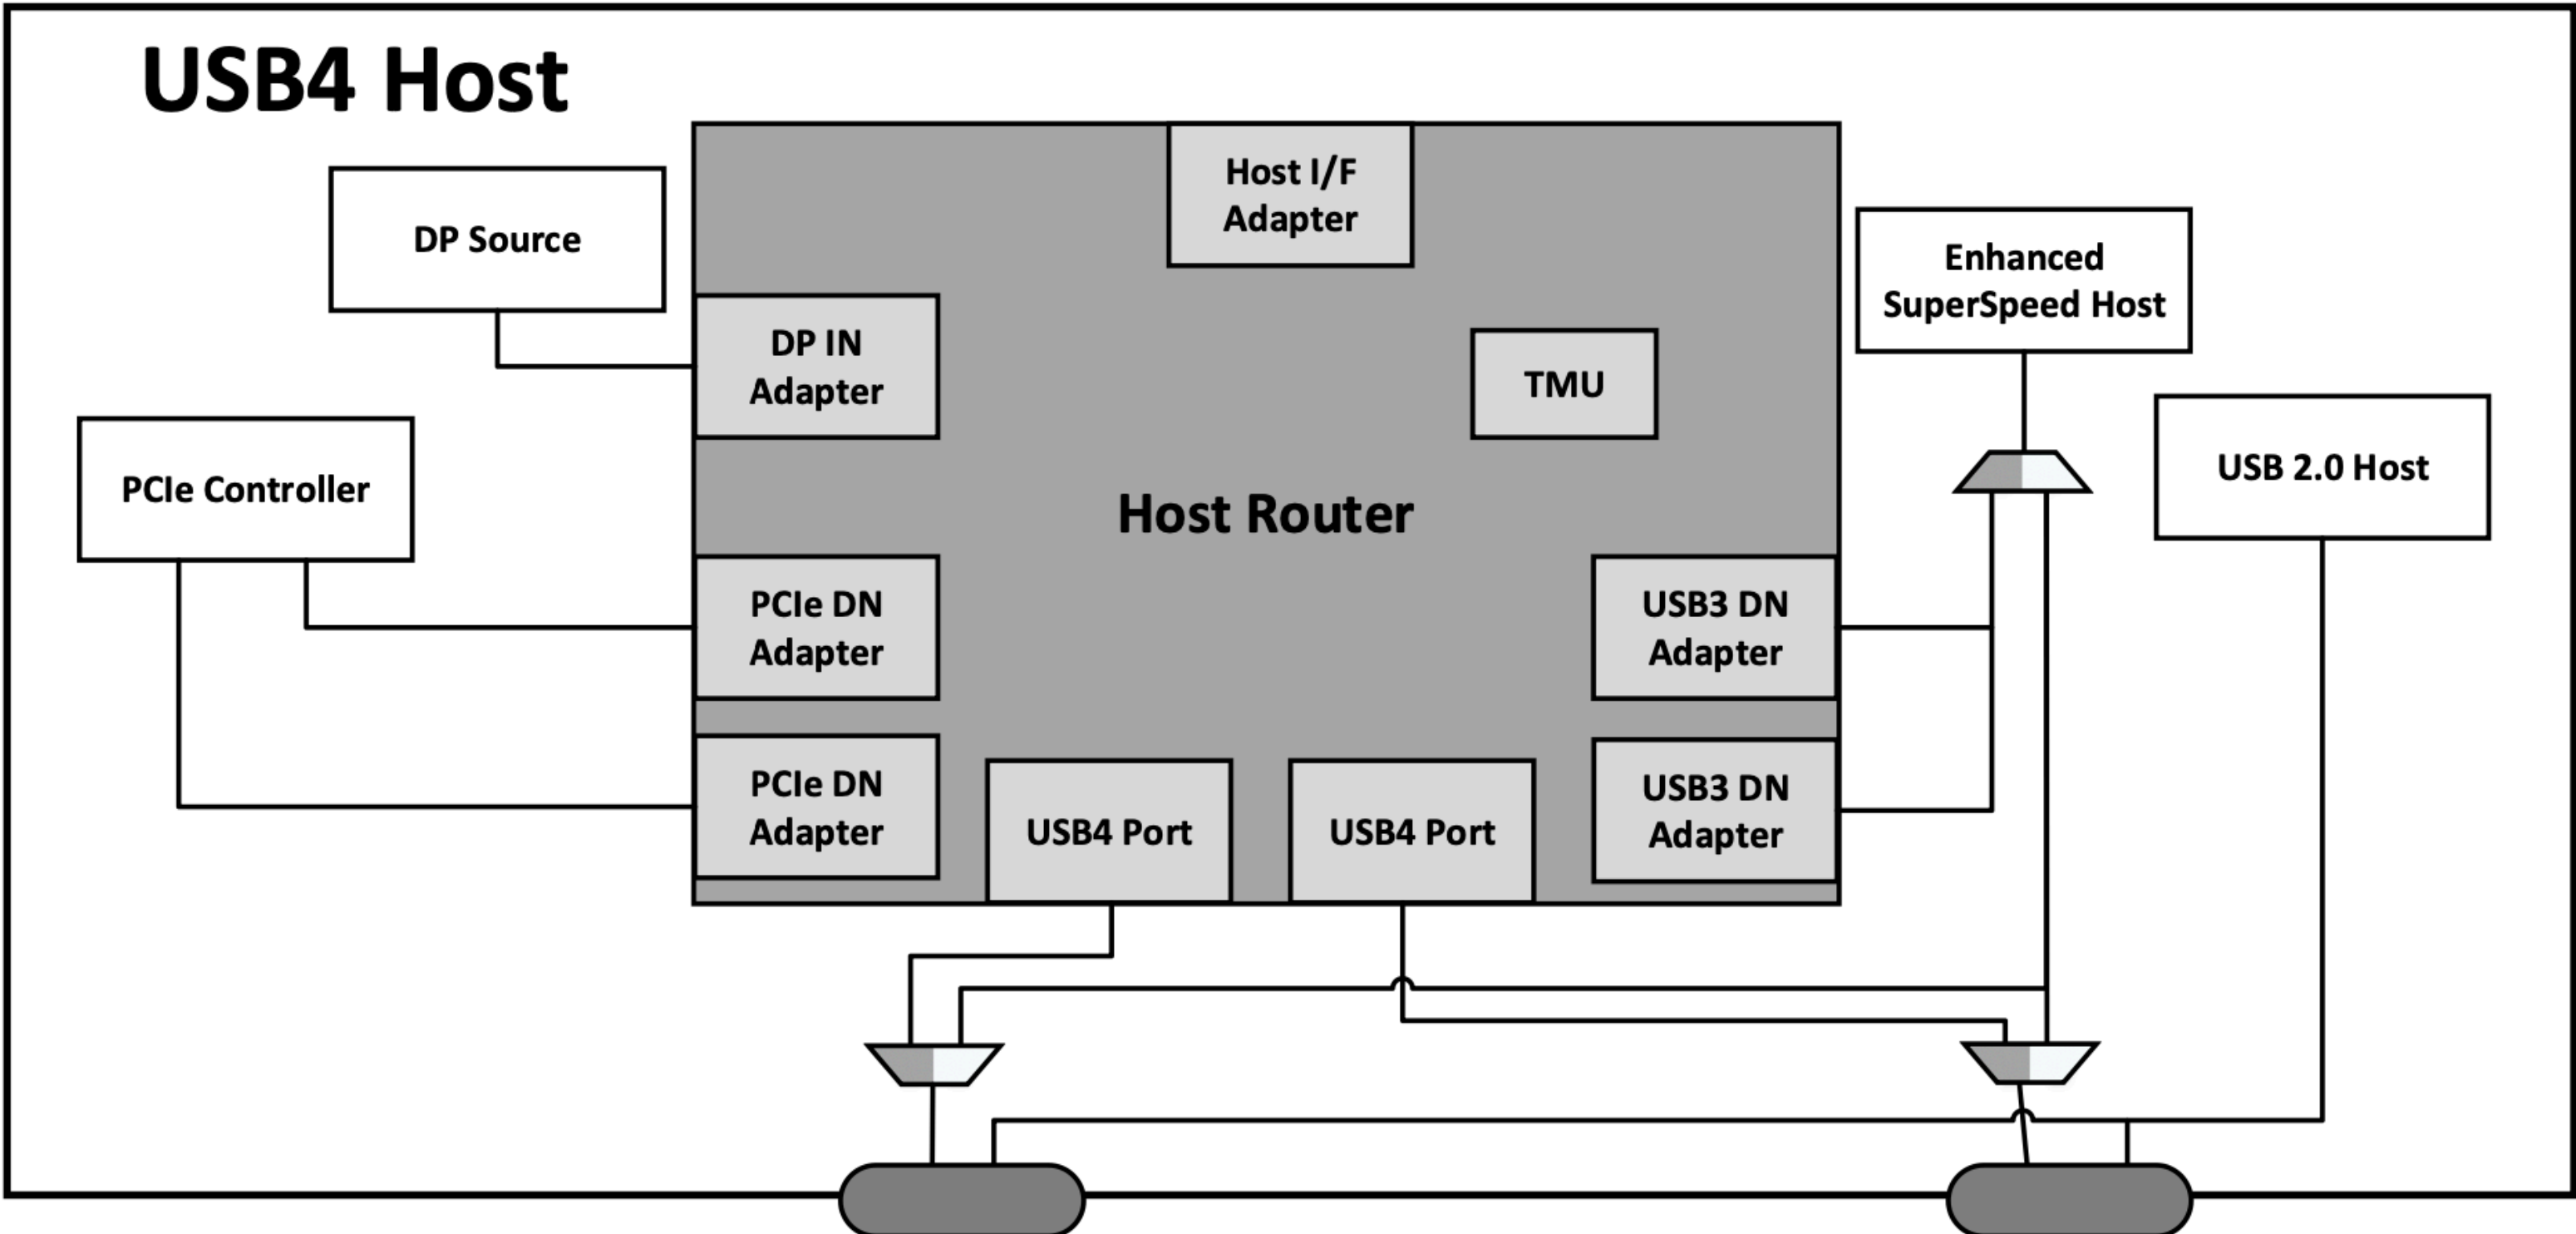 USB4 Host
Host I/F
Adapter
DP Source
Enhanced
SuperSpeed Host
DP IN
Adapter
TMU
PCIe Controller
USB 2.0 Host
Host Router
PCIe DN
Adapter
USB3 DN
Adapter
PCIe DN
Adapter
USB4 Port
USB4 Port
USB3 DN
Adapter